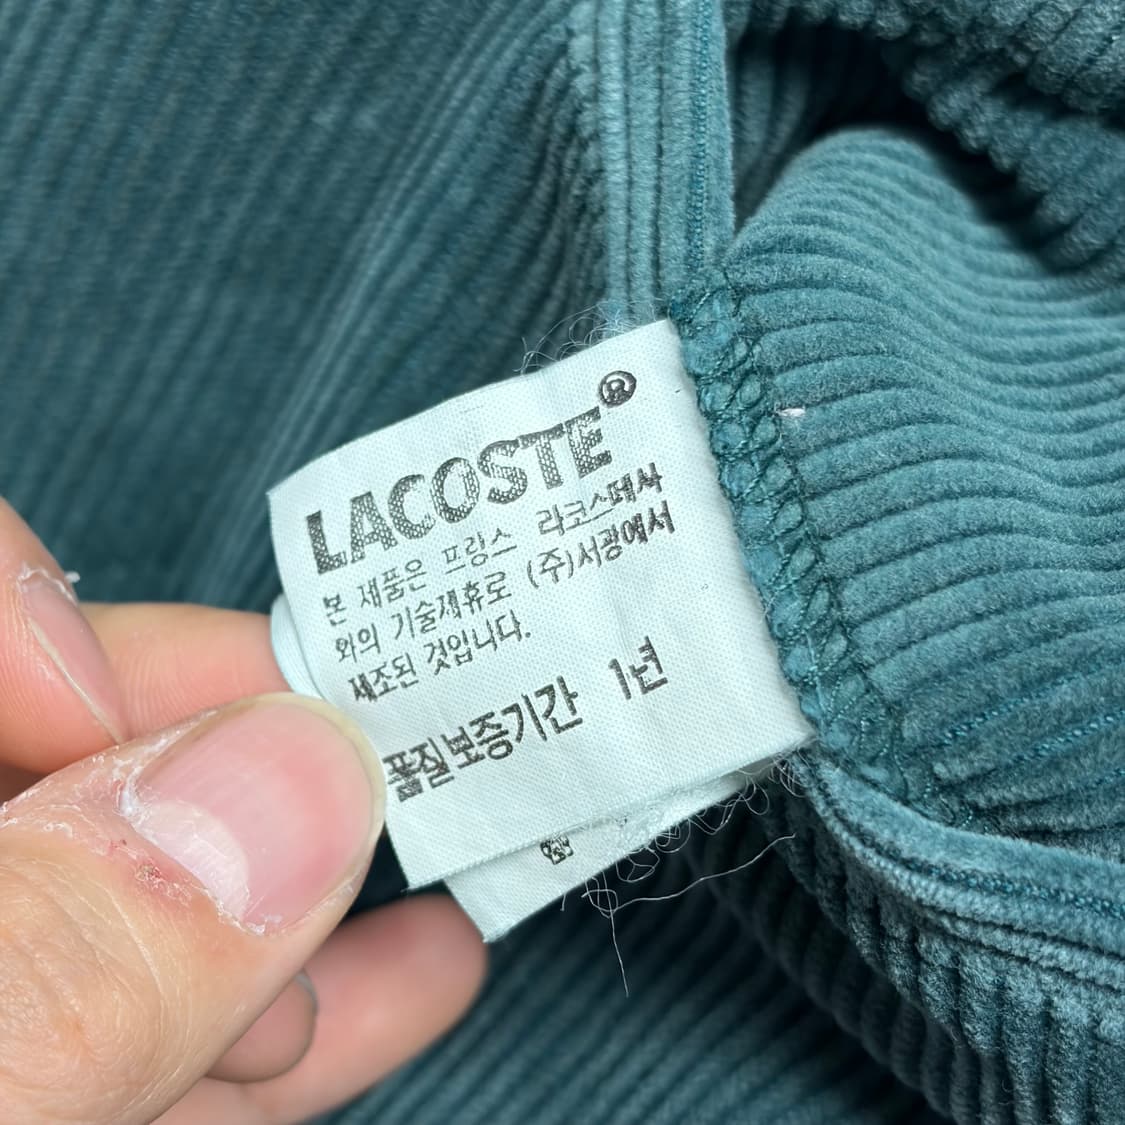 LACOSTE®
본 제품은 프랑스 라코스떼사
와의 기술제휴로 (주)서광에서
제조된 것입니다.
품질보증기간 1년